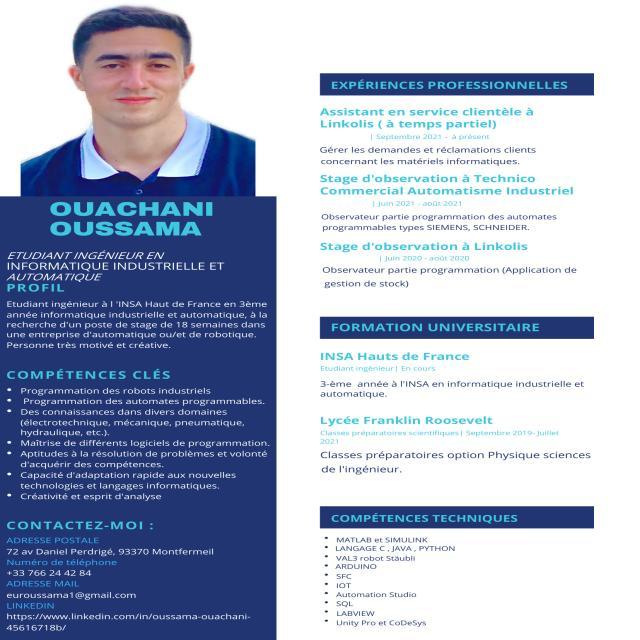 OUACHANI
OUSSAMA
ETUDIANT INGÉNIEUR EN
INFORMATIQUE INDUSTRIELLE ET
AUTOMATIQUE
PROFIL
Etudiant ingénieur à l 'INSA Haut de France en 3ème
année informatique industrielle et automatique, à la
recherche d'un poste de stage de 18 semaines dans
une entreprise d'automatique ou/et de robotique.
Personne très motivé et créative.
COMPÉTENCES CLÉS
• Programmation des robots industriels
• Programmation des automates programmables.
• Des connaissances dans divers domaines
(électrotechnique, mécanique, pneumatique,
hydraulique, etc.).
• Maîtrise de différents logiciels de programmation.
• Aptitudes à la résolution de problèmes et volonté
d'acquérir des compétences.
• Capacité d'adaptation rapide aux nouvelles
technologies et langages informatiques.
• Créativité et esprit d'analyse
CONTACTEZ-MOI :
ADRESSE POSTALE
72 av Daniel Perdrigé, 93370 Montfermeil
Numéro de téléphone
+33 766 24 42 84
ADRESSE MAIL
euroussama1@gmail.com
LINKEDIN
https://www.linkedin.com/in/oussama-ouachani-
45616718b/
EXPÉRIENCES PROFESSIONNELLES
Assistant en service clientèle à
Linkolis ( à temps partiel)
| Septembre 2021 - à présent
Gérer les demandes et réclamations clients
concernant les matériels informatiques.
Stage d'observation à Technico
Commercial Automatisme Industriel
| Juin 2021 - août 2021
Observateur partie programmation des automates
programmables types SIEMENS, SCHNEIDER.
Stage d'observation à Linkolis
| Juin 2020 - août 2020
Observateur partie programmation (Application de
gestion de stock)
FORMATION UNIVERSITAIRE
INSA Hauts de France
Etudiant ingénieur| En cours
3-ème année à l'INSA en informatique industrielle et
automatique.
Lycée Franklin Roosevelt
Classes préparatoires scientifiques| Septembre 2019- Juillet
2021
Classes préparatoires option Physique sciences
de l'ingénieur.
COMPÉTENCES TECHNIQUES
• MATLAB et SIMULINK
• LANGAGE C , JAVA , PYTHON
• VAL3 robot Stäubli
• ARDUINO
• SFC
• IOT
• Automation Studio
• SQL
• LABVIEW
• Unity Pro et CoDeSys